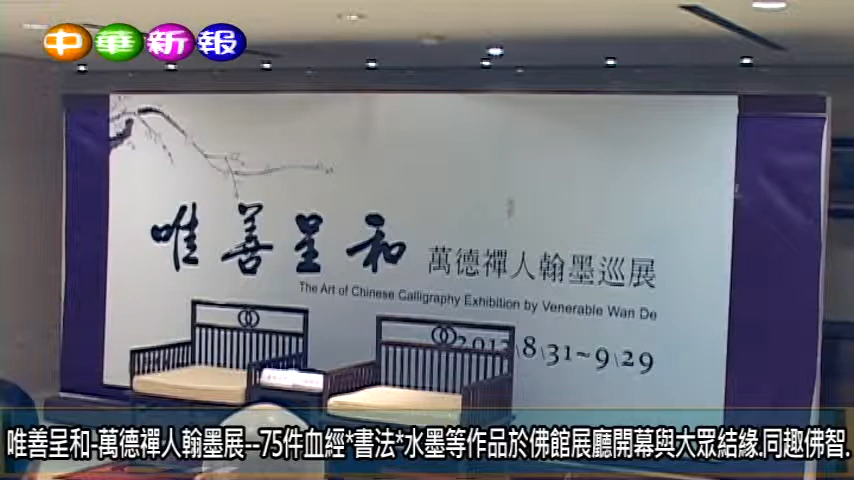 中華新報
唯善呈和 萬德禪人翰墨巡展
The Art of Chinese Calligraphy Exhibition by Venerable Wan De
\8\31~9\29
唯善呈和-萬德禪人翰墨展--75件血經*書法*水墨等作品於佛館展廳開幕與大眾結緣.同趣佛智.